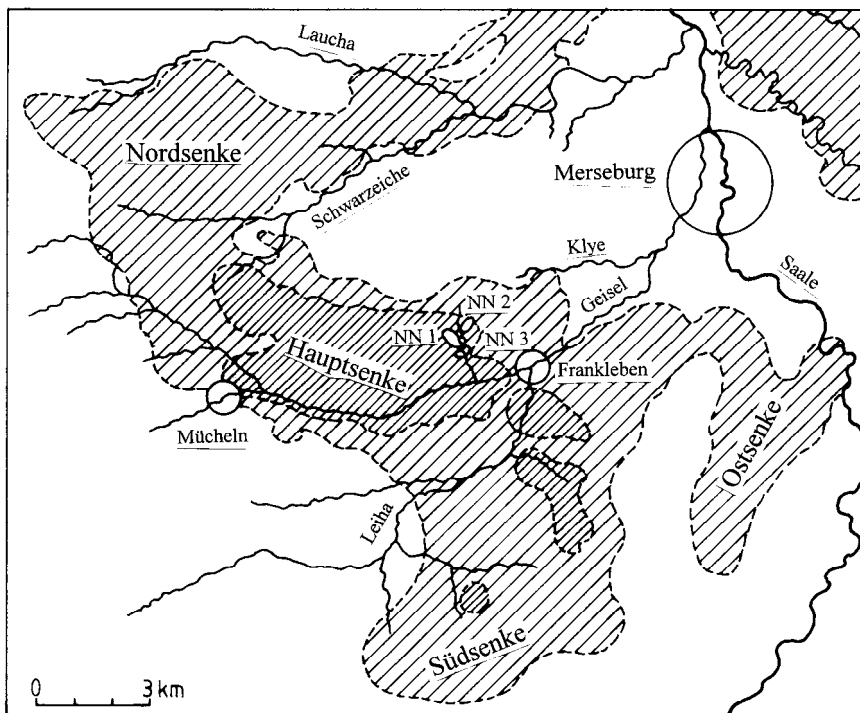 Laucha
Nordsenke
Schwarzeiche
Merseburg
Klye
Geisel
Saale
NN 2
NN 1
NN 3
Hauptsenke
Frankleben
Mücheln
Ostsenke
Leiha
Südsenke
0 3 km